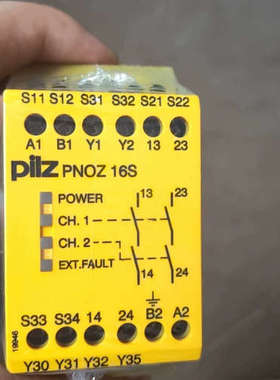 S11 S12 S31 S32 S21 S22
A1 B1 Y1 Y2 13 23
pilz PNOZ 16S
POWER
13 23
CH. 1
CH. 2
EXT.FAULT
14 24
S33 S34 14 24 B2 A2
Y30 Y31 Y32 Y35
19946